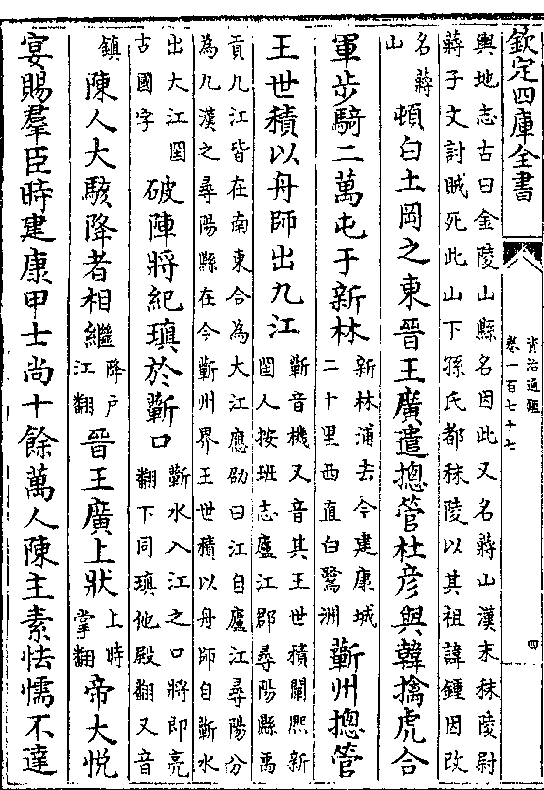 欽定四庫全書
資治通鑑
卷一百七十七
四
輿地志古曰金陵山縣名因此又名蔣山漢末秣陵尉
蔣子文討賊死此山下孫氏都秣陵以其祖諱鍾因改
名蔣
山
頓白土岡之東晉王廣遣摠管杜彥與韓擒虎合
軍步騎二萬屯于新林
新林浦去今建康城
二十里西直白鷺洲
蘄州摠管
王世積以舟師出九江
蘄音機又音其王世積闡熙新
囶人按班志廬江郡尋陽縣禹
貢九江皆在南東合為大江應劭曰江自廬江尋陽分
為九漢之尋陽縣在今蘄州界王世積以舟師自蘄水
出大江囶
古國字
破陣將紀瑱於蘄口
蘄水入江之口將即亮
翻下同瑱他殿翻又音
鎮
陳人大駭降者相繼
降戶
江翻
晉王廣上狀
上時
掌翻
帝大悅
宴賜羣臣時建康甲士尚十餘萬人陳主素怯懦不達